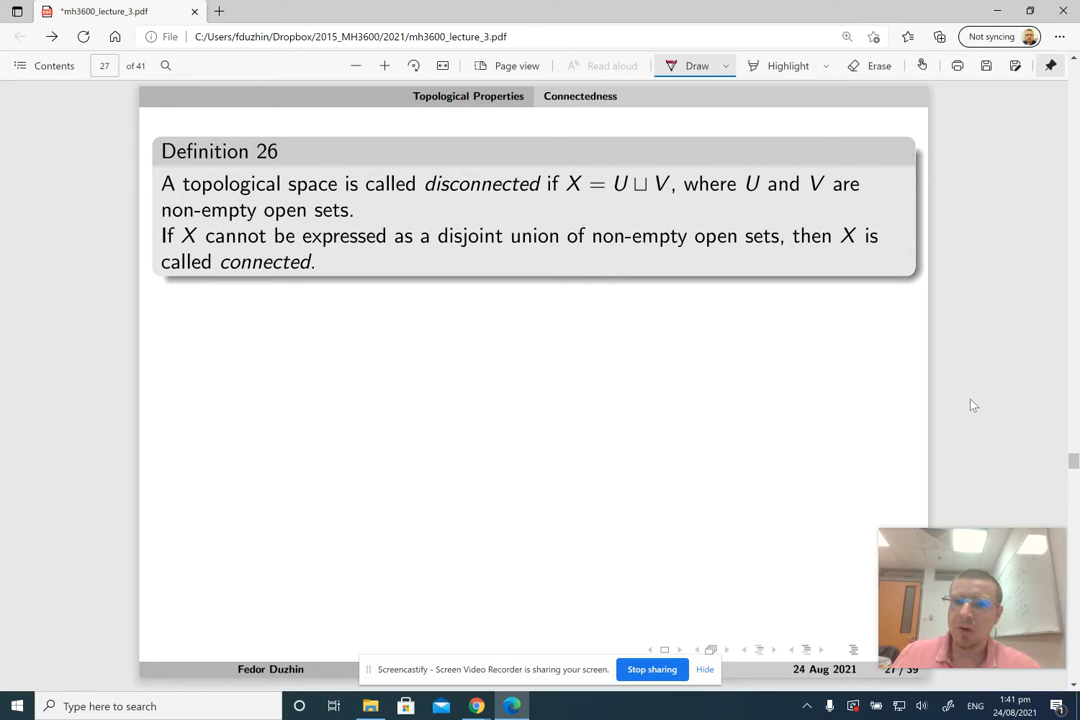 *mh3600_lecture_3.pdf
File C:/Users/fduzhin/Dropbox/2015_MH3600/2021/mh3600_lecture_3.pdf Not syncing
Contents 27 of 41 Page view Read aloud Draw Highlight Erase
Topological Properties Connectedness
Definition 26
A topological space is called disconnected if X = U ⊔ V, where U and V are
non-empty open sets.
If X cannot be expressed as a disjoint union of non-empty open sets, then X is
called connected.
Fedor Duzhin 24 Aug 2021 27 / 39
Screencastify - Screen Video Recorder is sharing your screen. Stop sharing Hide
Type here to search ENG 1:41 pm
24/08/2021